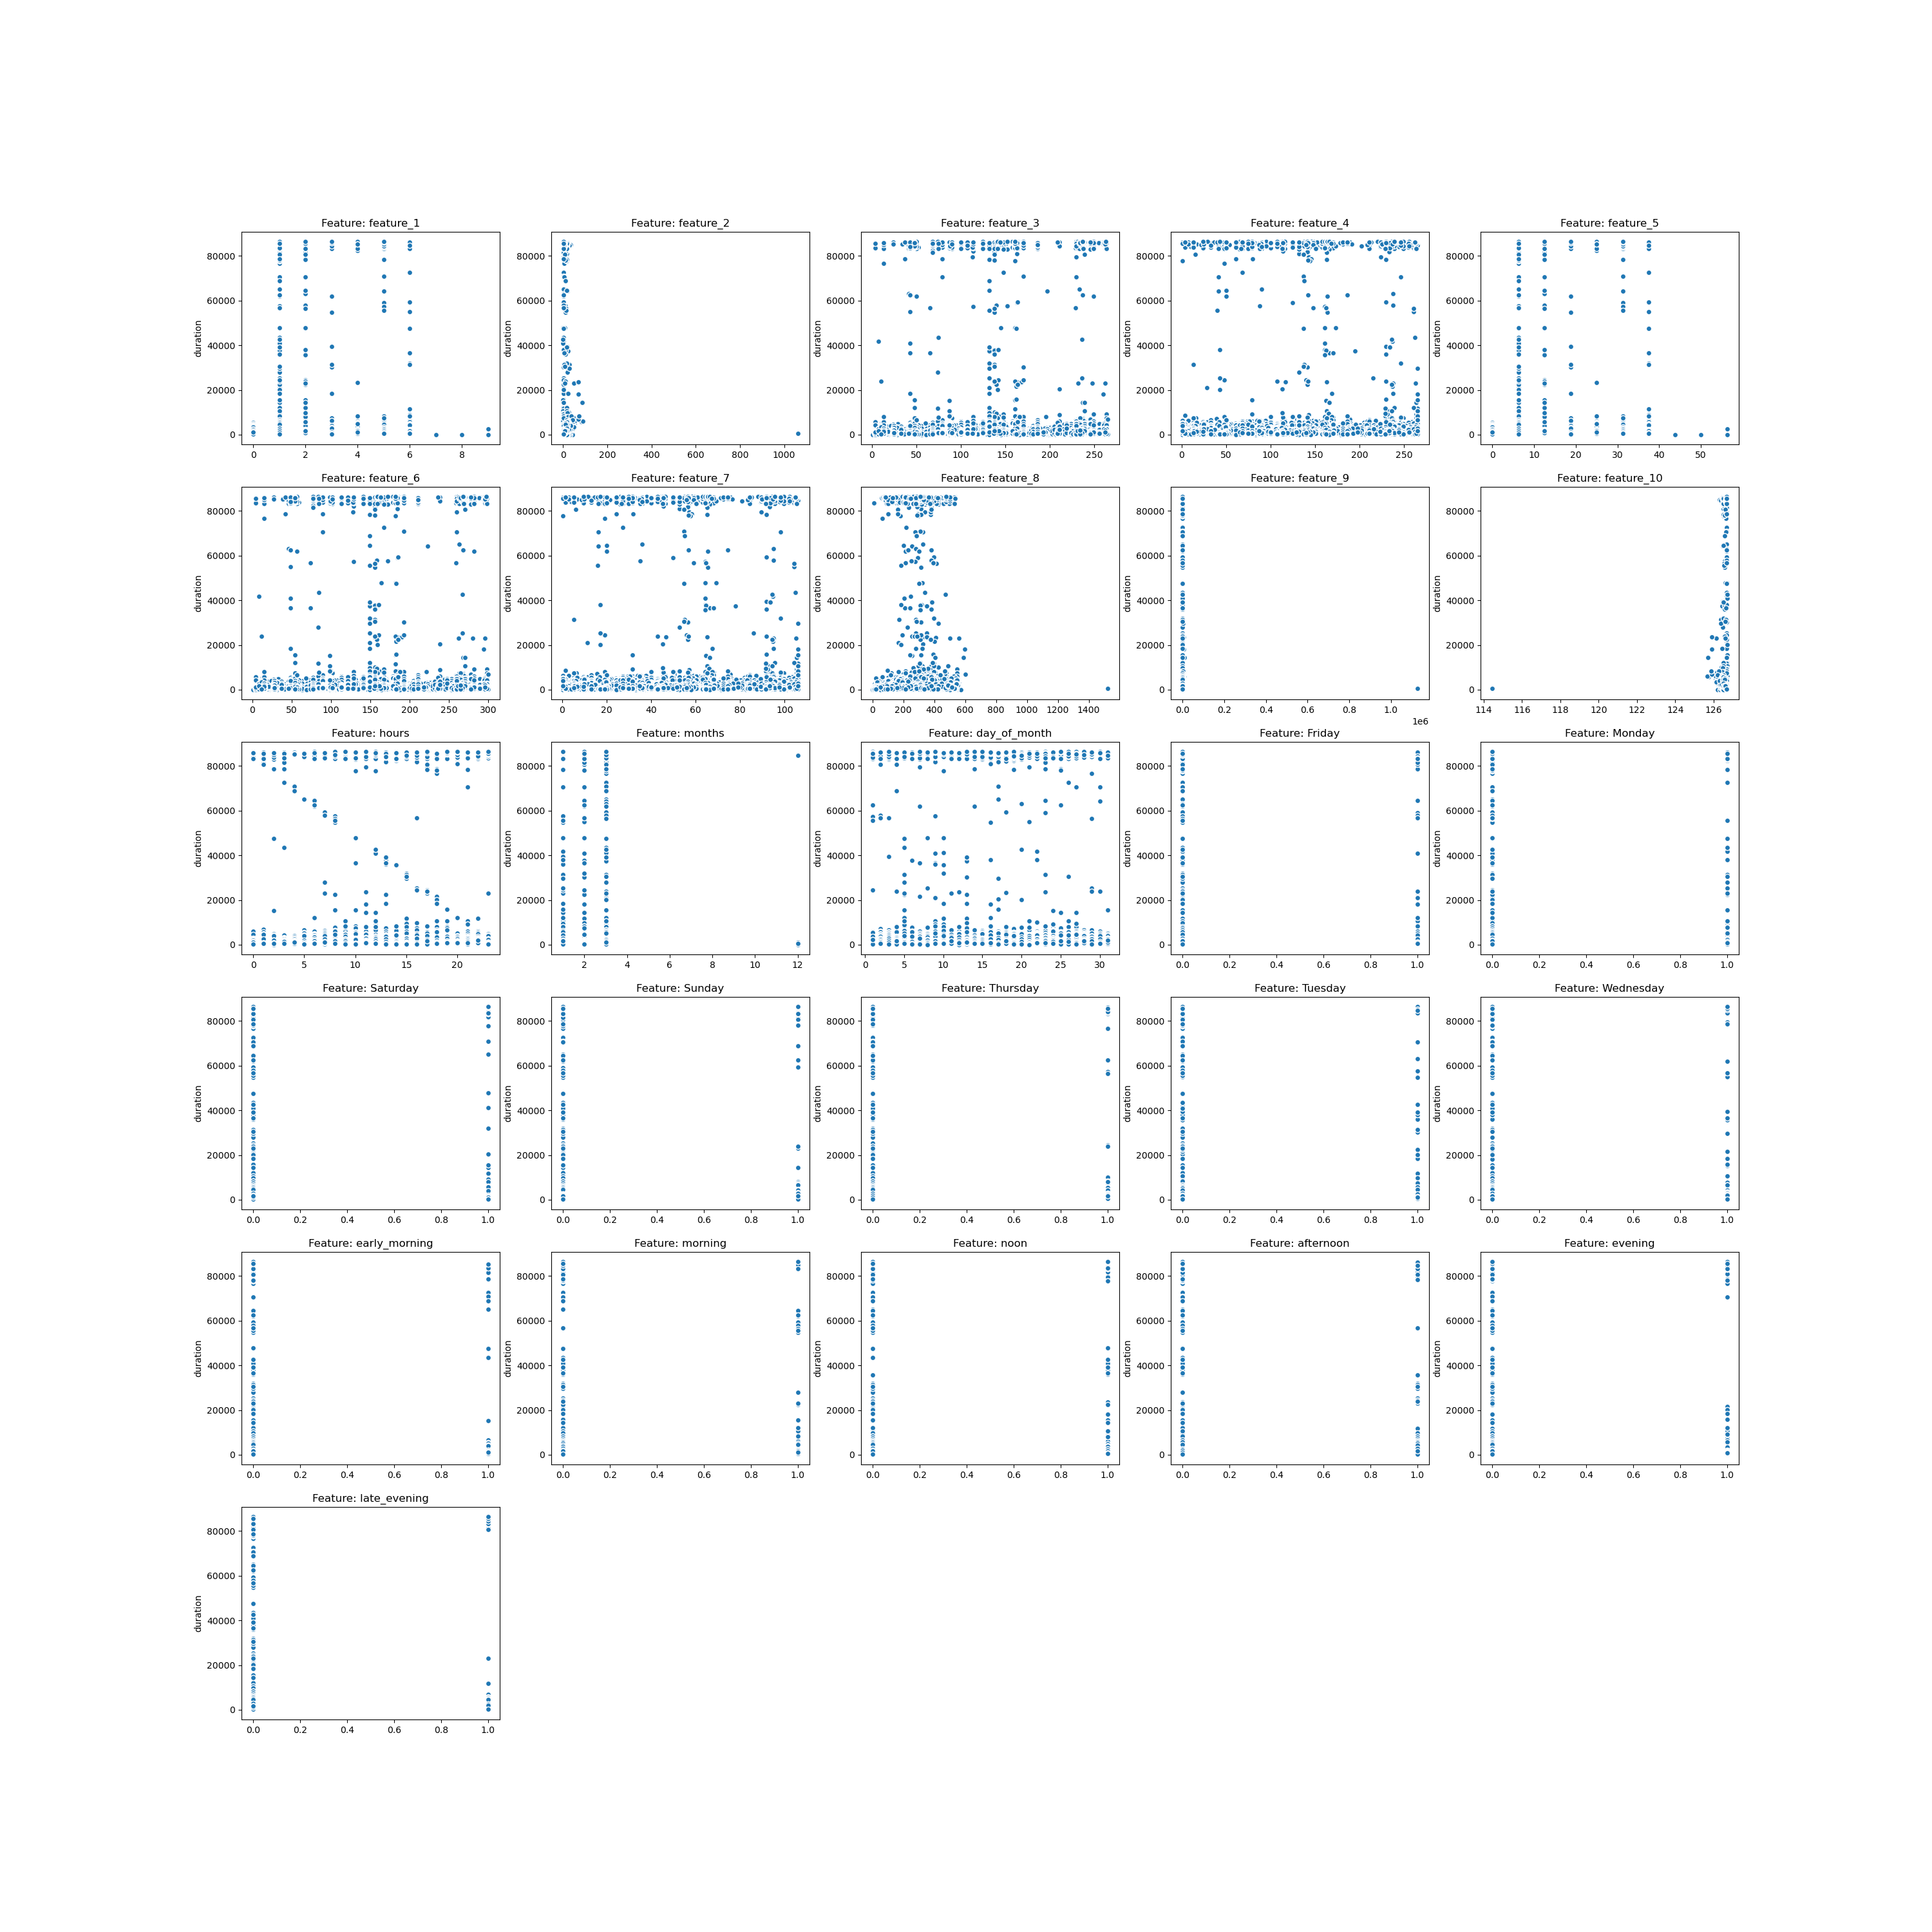 Feature: feature_1
80000
60000
40000
20000
0
duration
0 2 4 6 8
Feature: feature_2
80000
60000
40000
20000
0
duration
0 200 400 600 800 1000
Feature: feature_3
80000
60000
40000
20000
0
duration
0 50 100 150 200 250
Feature: feature_4
80000
60000
40000
20000
0
duration
0 50 100 150 200 250
Feature: feature_5
80000
60000
40000
20000
0
duration
0 10 20 30 40 50
Feature: feature_6
80000
60000
40000
20000
0
duration
0 50 100 150 200 250 300
Feature: feature_7
80000
60000
40000
20000
0
duration
0 20 40 60 80 100
Feature: feature_8
80000
60000
40000
20000
0
duration
0 200 400 600 800 1000 1200 1400
Feature: feature_9
80000
60000
40000
20000
0
duration
0.0 0.2 0.4 0.6 0.8 1.0
1e6
Feature: feature_10
80000
60000
40000
20000
0
duration
114 116 118 120 122 124 126
Feature: hours
80000
60000
40000
20000
0
duration
0 5 10 15 20
Feature: months
80000
60000
40000
20000
0
duration
2 4 6 8 10 12
Feature: day_of_month
80000
60000
40000
20000
0
duration
0 5 10 15 20 25 30
Feature: Friday
80000
60000
40000
20000
0
duration
0.0 0.2 0.4 0.6 0.8 1.0
Feature: Monday
80000
60000
40000
20000
0
duration
0.0 0.2 0.4 0.6 0.8 1.0
Feature: Saturday
80000
60000
40000
20000
0
duration
0.0 0.2 0.4 0.6 0.8 1.0
Feature: Sunday
80000
60000
40000
20000
0
duration
0.0 0.2 0.4 0.6 0.8 1.0
Feature: Thursday
80000
60000
40000
20000
0
duration
0.0 0.2 0.4 0.6 0.8 1.0
Feature: Tuesday
80000
60000
40000
20000
0
duration
0.0 0.2 0.4 0.6 0.8 1.0
Feature: Wednesday
80000
60000
40000
20000
0
duration
0.0 0.2 0.4 0.6 0.8 1.0
Feature: early_morning
80000
60000
40000
20000
0
duration
0.0 0.2 0.4 0.6 0.8 1.0
Feature: morning
80000
60000
40000
20000
0
duration
0.0 0.2 0.4 0.6 0.8 1.0
Feature: noon
80000
60000
40000
20000
0
duration
0.0 0.2 0.4 0.6 0.8 1.0
Feature: afternoon
80000
60000
40000
20000
0
duration
0.0 0.2 0.4 0.6 0.8 1.0
Feature: evening
80000
60000
40000
20000
0
duration
0.0 0.2 0.4 0.6 0.8 1.0
Feature: late_evening
80000
60000
40000
20000
0
duration
0.0 0.2 0.4 0.6 0.8 1.0